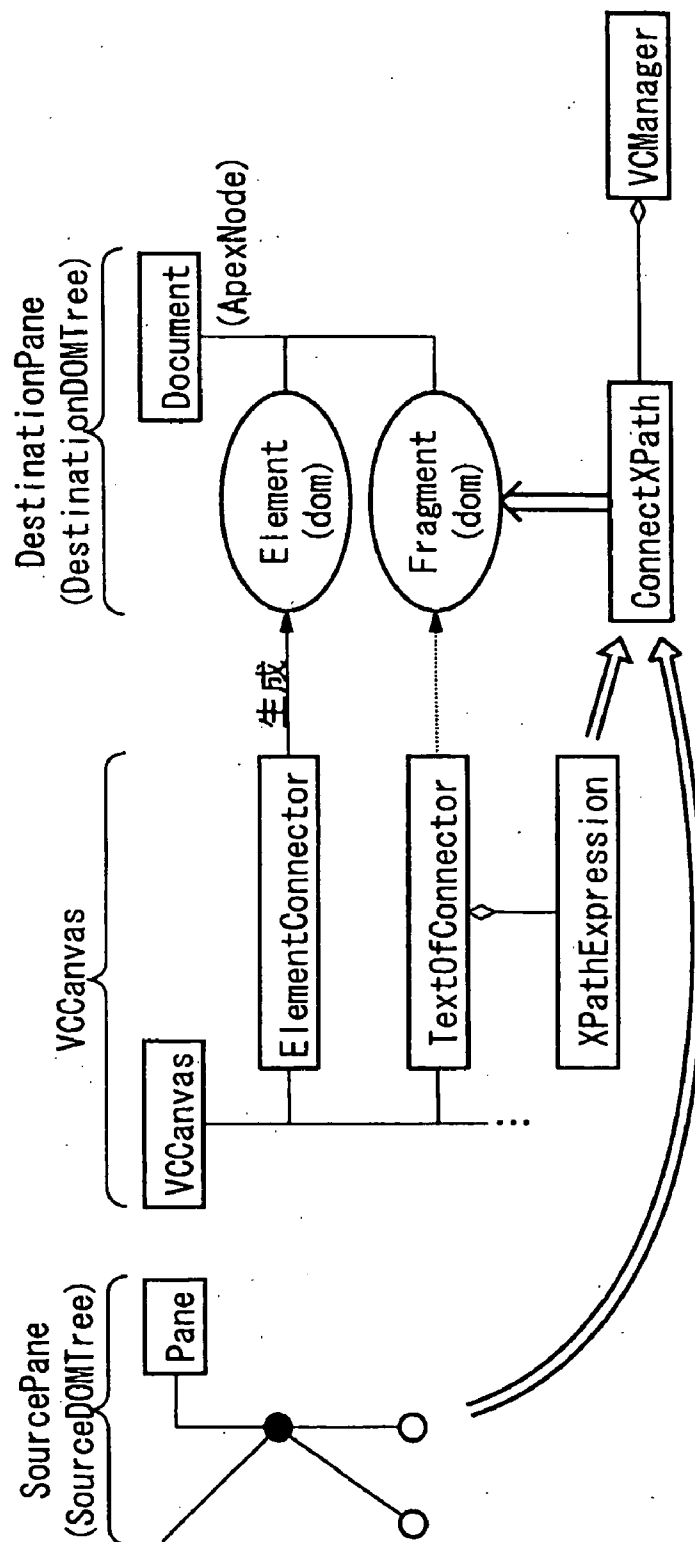 SourcePane
(SourceDOMTree)
Pane
VCCanvas
VCCanvas
ElementConnector
TextOfConnector
XPathExpression
...
生成
DestinationPane
(DestinationDOMTree)
Document
(ApexNode)
Element
(dom)
Fragment
(dom)
ConnectXPath
VCManager